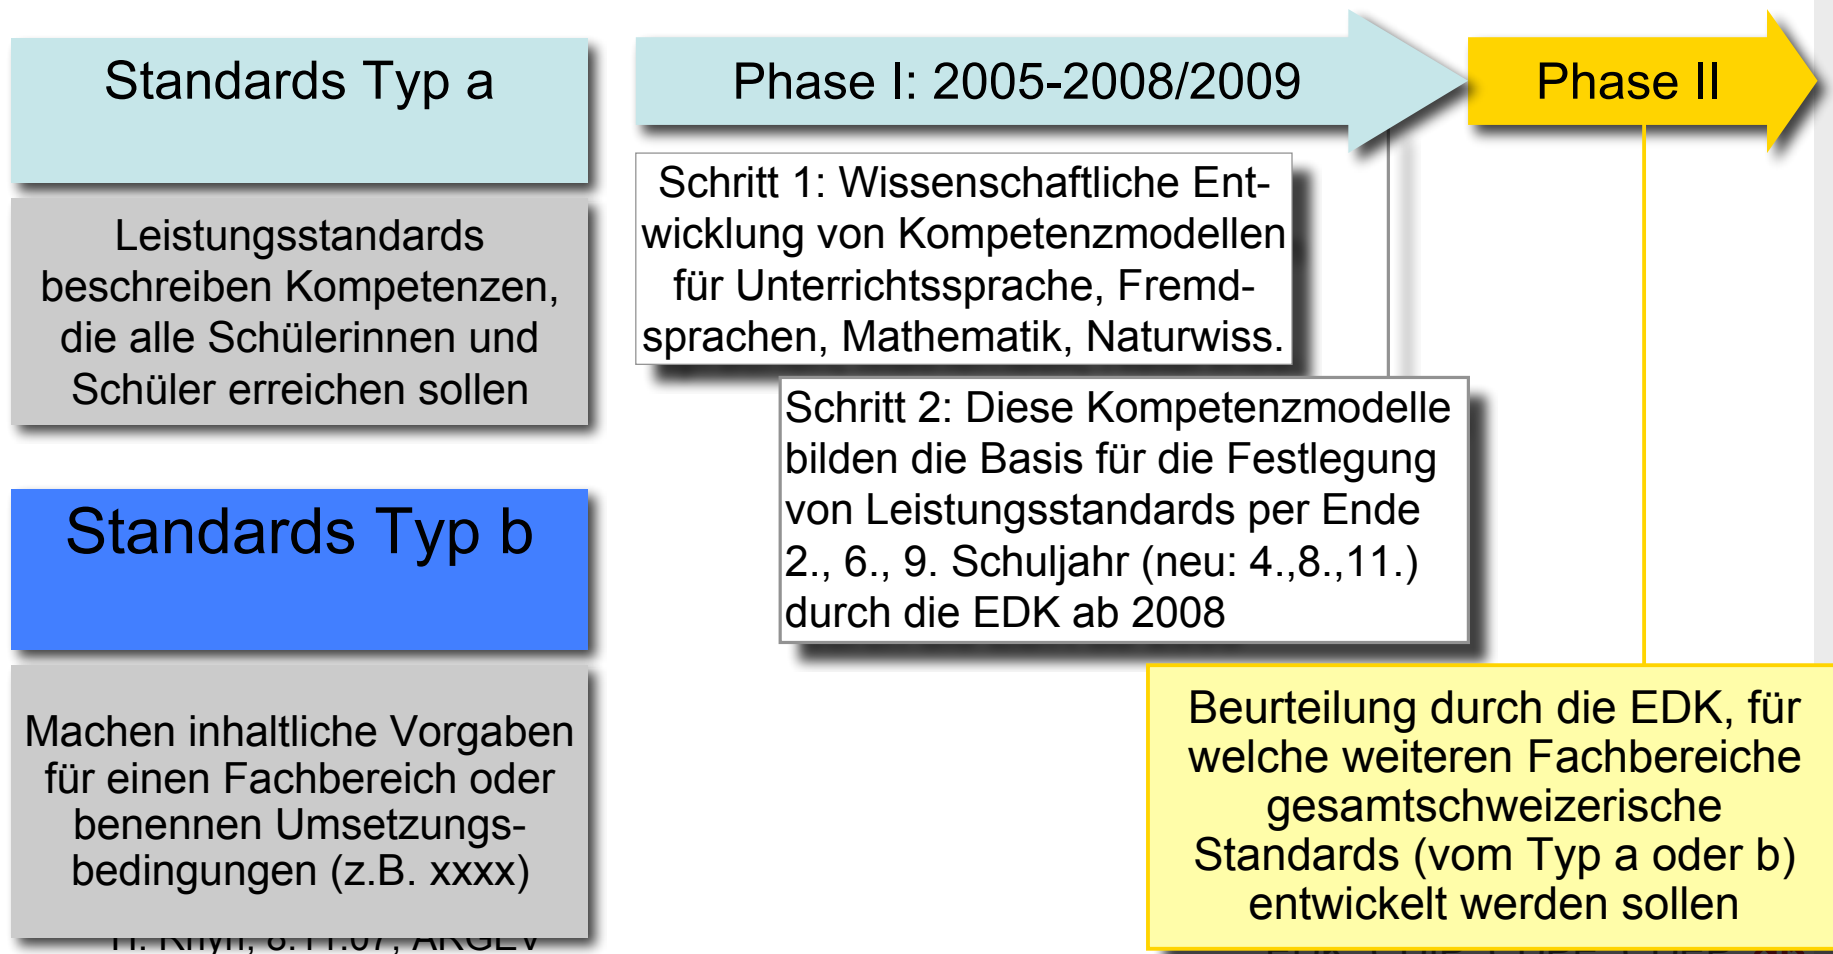 Standards Typ a
Leistungsstandards
beschreiben Kompetenzen,
die alle Schülerinnen und
Schüler erreichen sollen
Standards Typ b
Machen inhaltliche Vorgaben
für einen Fachbereich oder
benennen Umsetzungs-
bedingungen (z.B. xxxx)
Phase I: 2005-2008/2009
Phase II
Schritt 1: Wissenschaftliche Ent-
wicklung von Kompetenzmodellen
für Unterrichtssprache, Fremd-
sprachen, Mathematik, Naturwiss.
Schritt 2: Diese Kompetenzmodelle
bilden die Basis für die Festlegung
von Leistungsstandards per Ende
2., 6., 9. Schuljahr (neu: 4.,8.,11.)
durch die EDK ab 2008
Beurteilung durch die EDK, für
welche weiteren Fachbereiche
gesamtschweizerische
Standards (vom Typ a oder b)
entwickelt werden sollen
8.11.07, ARGEV